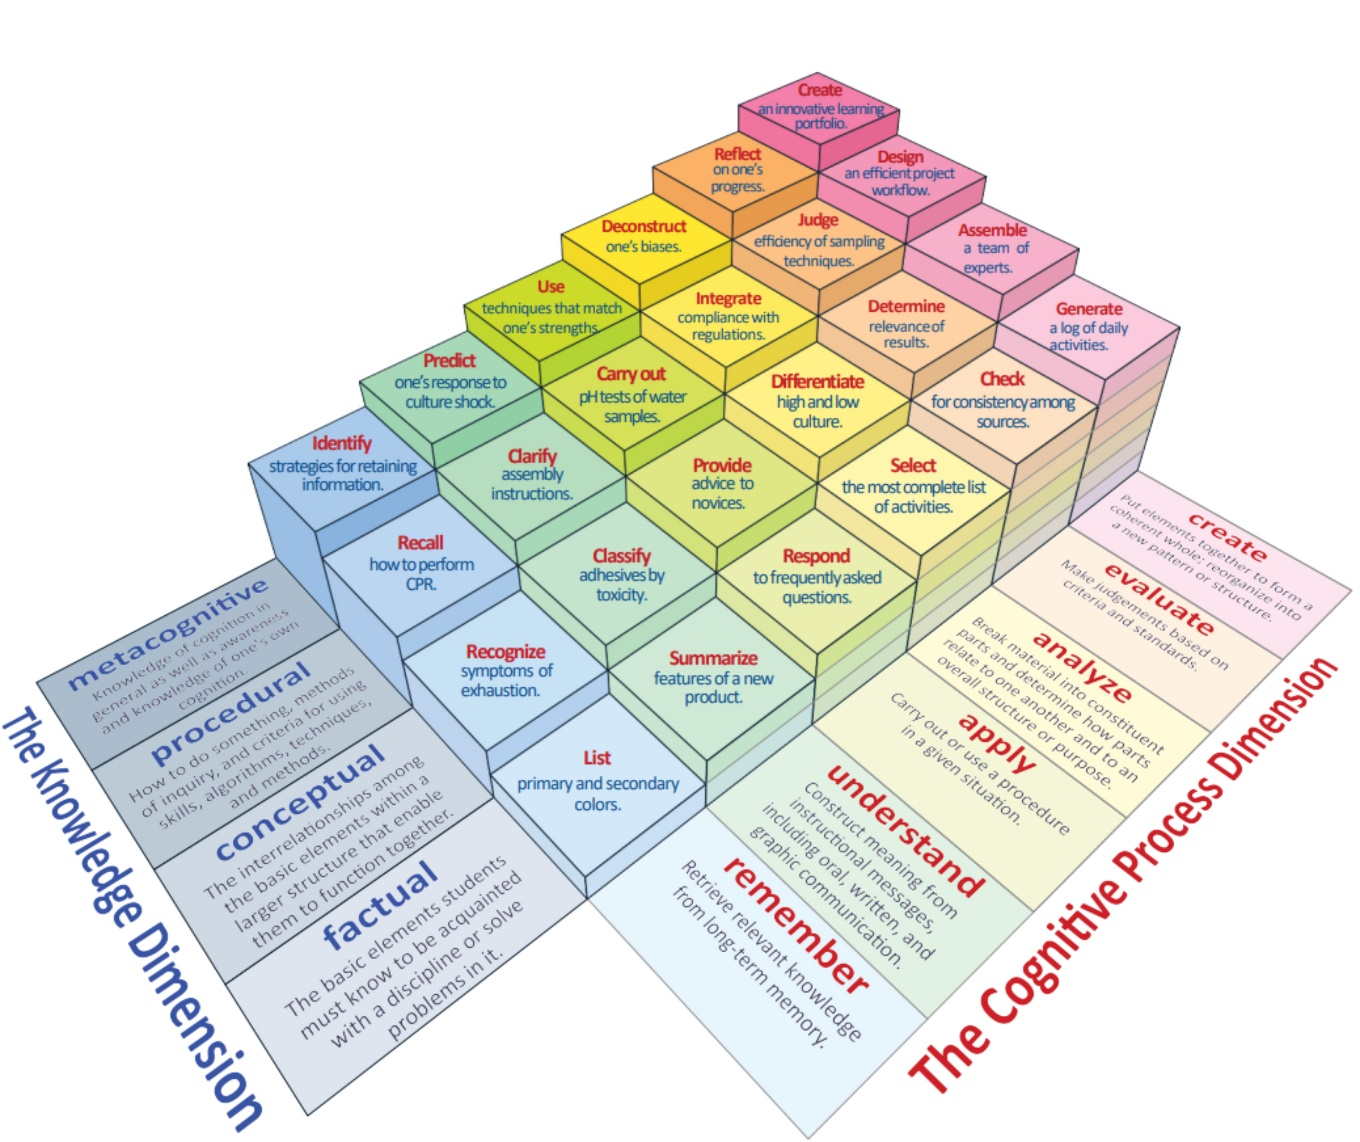 Create
an innovative learning
portfolio.
Reflect
on one's
progress.
Design
an efficient project
workflow.
Deconstruct
one's biases.
Judge
efficiency of sampling
techniques.
Assemble
a team of
experts.
Use
techniques that match
one's strengths.
Integrate
compliance with
regulations.
Determine
relevance of
results.
Generate
a log of daily
activities.
Predict
one's response to
culture shock.
Carry out
pH tests of water
samples.
Differentiate
high and low
culture.
Check
for consistency among
sources.
Identify
strategies for retaining
information.
Clarify
assembly
instructions.
Provide
advice to
novices.
Select
the most complete list
of activities.
Recall
how to perform
CPR.
Classify
adhesives by
toxicity.
Respond
to frequently asked
questions.
Recognize
symptoms of
exhaustion.
Summarize
features of a new
product.
List
primary and secondary
colors.
The Knowledge Dimension
metacognitive
Knowledge of cognition in
general as well as awareness
and knowledge of one's own
cognition.
procedural
How to do something, methods
of inquiry, and criteria for using
skills, algorithms, techniques,
and methods.
conceptual
The interrelationships among
the basic elements within a
larger structure that enable
them to function together.
factual
The basic elements students
must know to be acquainted
with a discipline or solve
problems in it.
The Cognitive Process Dimension
create
Put elements together to form a
coherent whole; reorganize into
a new pattern or structure.
evaluate
Make judgements based on
criteria and standards.
analyze
Break material into constituent
parts and determine how parts
relate to one another and to an
overall structure or purpose.
apply
Carry out or use a procedure
in a given situation.
understand
Construct meaning from
instructional messages,
including oral, written, and
graphic communication.
remember
Retrieve relevant knowledge
from long-term memory.